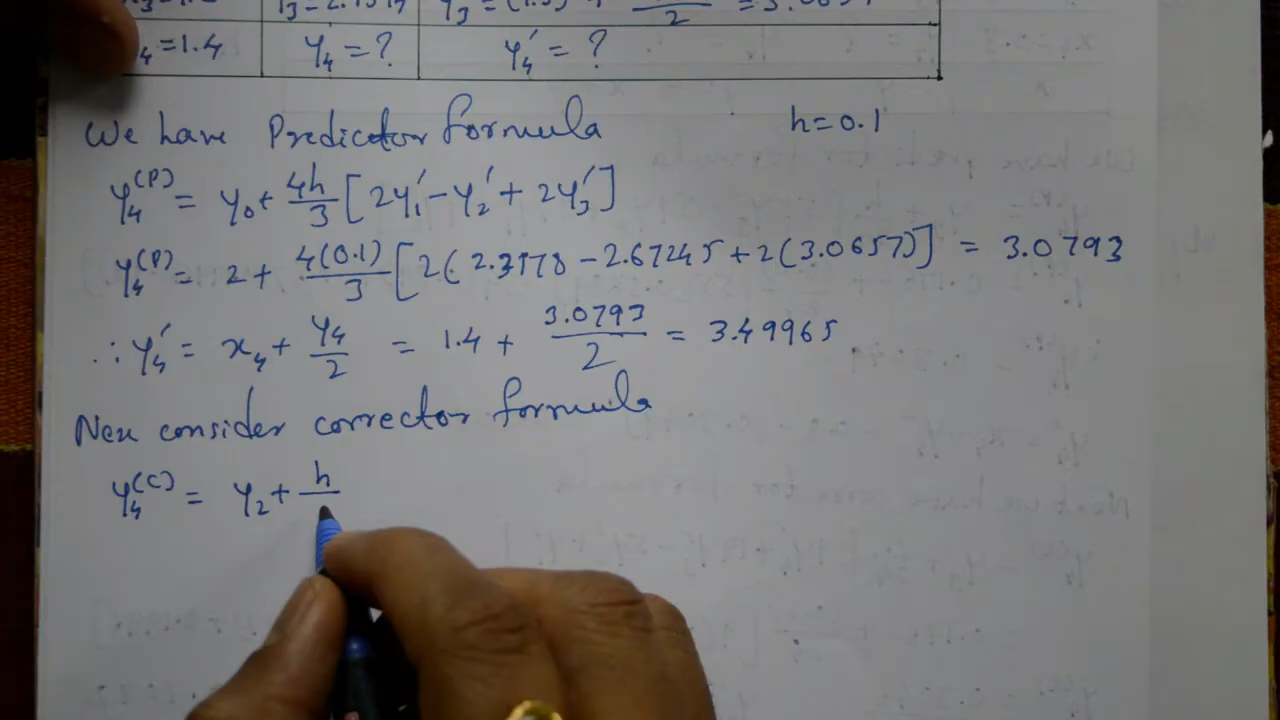 y₄ = ? y₄' = ?
4 = 1.4
We have Predictor formula h = 0.1
y₄⁽ᴾ⁾ = y₀ + 4h/3 [2y₁' - y₂' + 2y₃']
y₄⁽ᴾ⁾ = 2 + 4(0.1)/3 [2(2.3178 - 2.67245 + 2(3.0657)] = 3.0793
∴ y₄' = x₄ + y₄/2 = 1.4 + 3.0793/2 = 3.49965
Nex consider corrector formula
y₄⁽ᶜ⁾ = y₂ + h